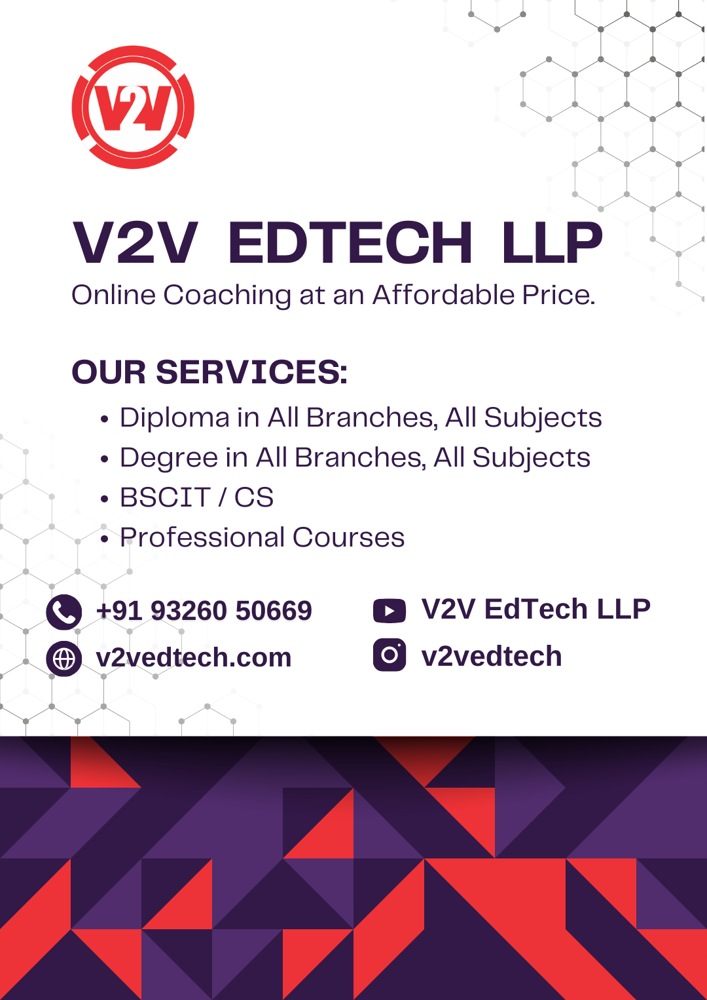 V2V
V2V EDTECH LLP
Online Coaching at an Affordable Price.
OUR SERVICES:
• Diploma in All Branches, All Subjects
• Degree in All Branches, All Subjects
• BSCIT / CS
• Professional Courses
+91 93260 50669
V2V EdTech LLP
v2vedtech.com
v2vedtech